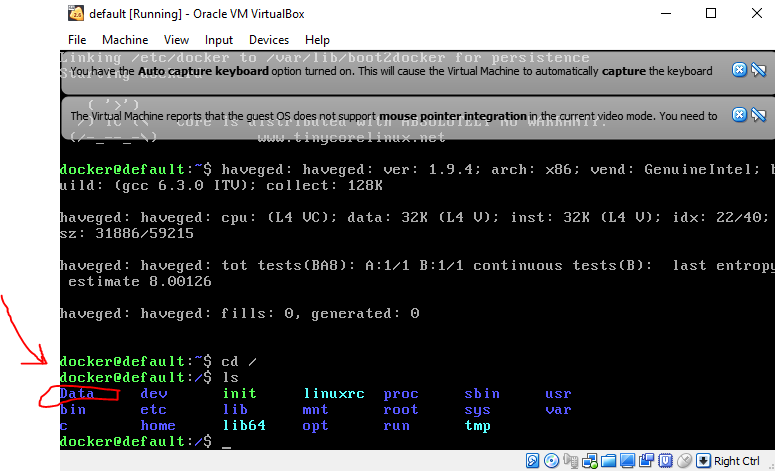 default [Running] - Oracle VM VirtualBox
File Machine View Input Devices Help
Linking /etc/docker to /var/lib/boot2docker for persistence
You have the Auto capture keyboard option turned on. This will cause the Virtual Machine to automatically capture the keyboard
Starting dockerd
( '>')
The Virtual Machine reports that the guest OS does not support mouse pointer integration in the current video mode. You need to
/) TC (\ Core is distributed with ABSOLUTELY NO WARRANTY.
(/-_--_-\) www.tinycorelinux.net
docker@default:~$ haveged: haveged: ver: 1.9.4; arch: x86; vend: GenuineIntel; b
uild: (gcc 6.3.0 ITV); collect: 128K
haveged: haveged: cpu: (L4 VC); data: 32K (L4 V); inst: 32K (L4 V); idx: 22/40;
sz: 31886/59215
haveged: haveged: tot tests(BA8): A:1/1 B:1/1 continuous tests(B): last entropy
estimate 8.00126
haveged: haveged: fills: 0, generated: 0
docker@default:~$ cd /
docker@default:/$ ls
Data dev init linuxrc proc sbin usr
bin etc lib mnt root sys var
c home lib64 opt run tmp
docker@default:/$ _
Right Ctrl